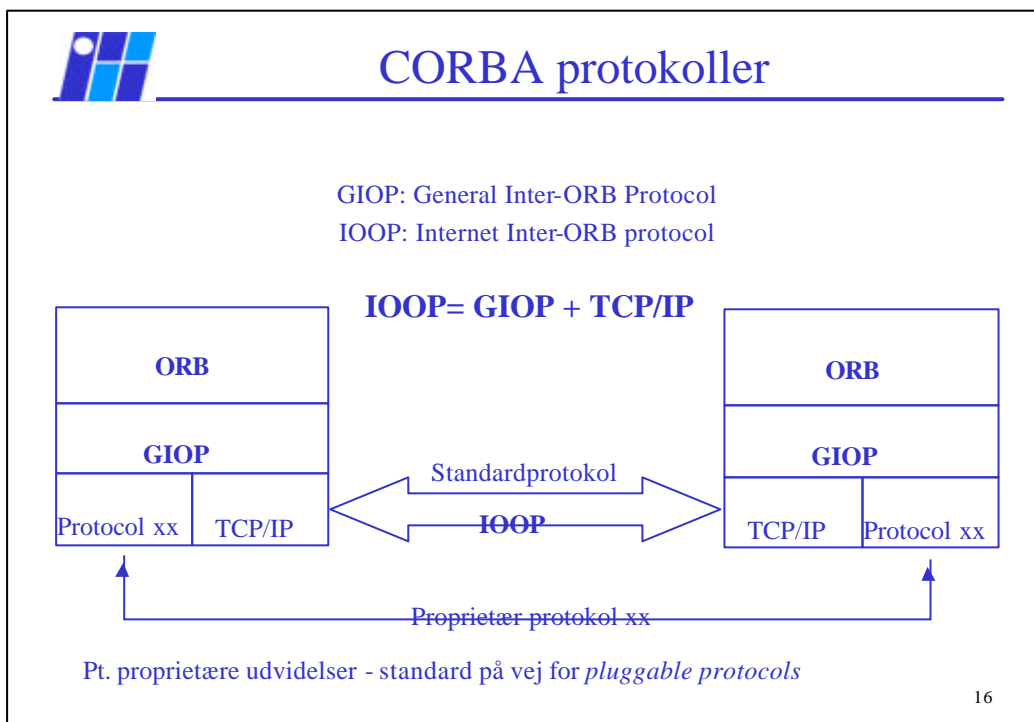 CORBA protokoller
GIOP: General Inter-ORB Protocol
IOOP: Internet Inter-ORB protocol
IOOP= GIOP + TCP/IP
ORB
GIOP
Protocol xx
TCP/IP
Standardprotokol
IOOP
ORB
GIOP
TCP/IP
Protocol xx
Proprietær protokol xx
Pt. proprietære udvidelser - standard på vej for pluggable protocols
16